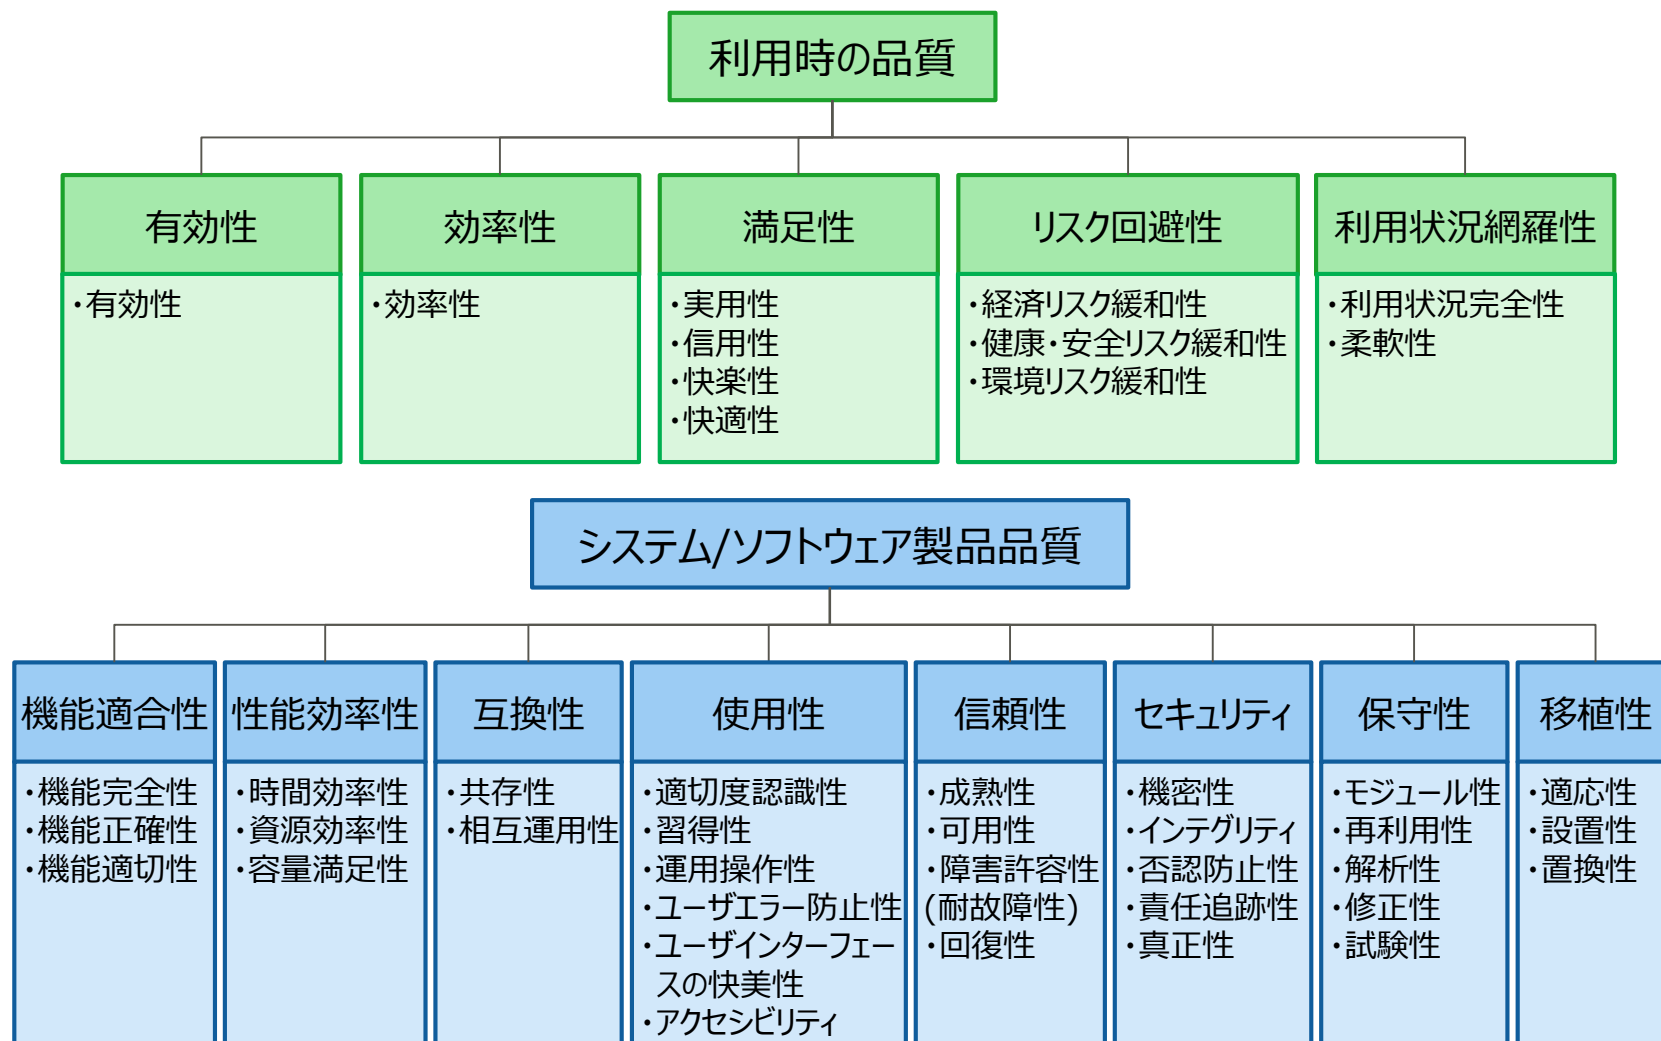 利用時の品質
有効性
・有効性
効率性
・効率性
満足性
・実用性
・信用性
・快楽性
・快適性
リスク回避性
・経済リスク緩和性
・健康・安全リスク緩和性
・環境リスク緩和性
利用状況網羅性
・利用状況完全性
・柔軟性
システム/ソフトウェア製品品質
機能適合性
・機能完全性
・機能正確性
・機能適切性
性能効率性
・時間効率性
・資源効率性
・容量満足性
互換性
・共存性
・相互運用性
使用性
・適切度認識性
・習得性
・運用操作性
・ユーザエラー防止性
・ユーザインターフェー
スの快美性
・アクセシビリティ
信頼性
・成熟性
・可用性
・障害許容性
(耐故障性)
・回復性
セキュリティ
・機密性
・インテグリティ
・否認防止性
・責任追跡性
・真正性
保守性
・モジュール性
・再利用性
・解析性
・修正性
・試験性
移植性
・適応性
・設置性
・置換性